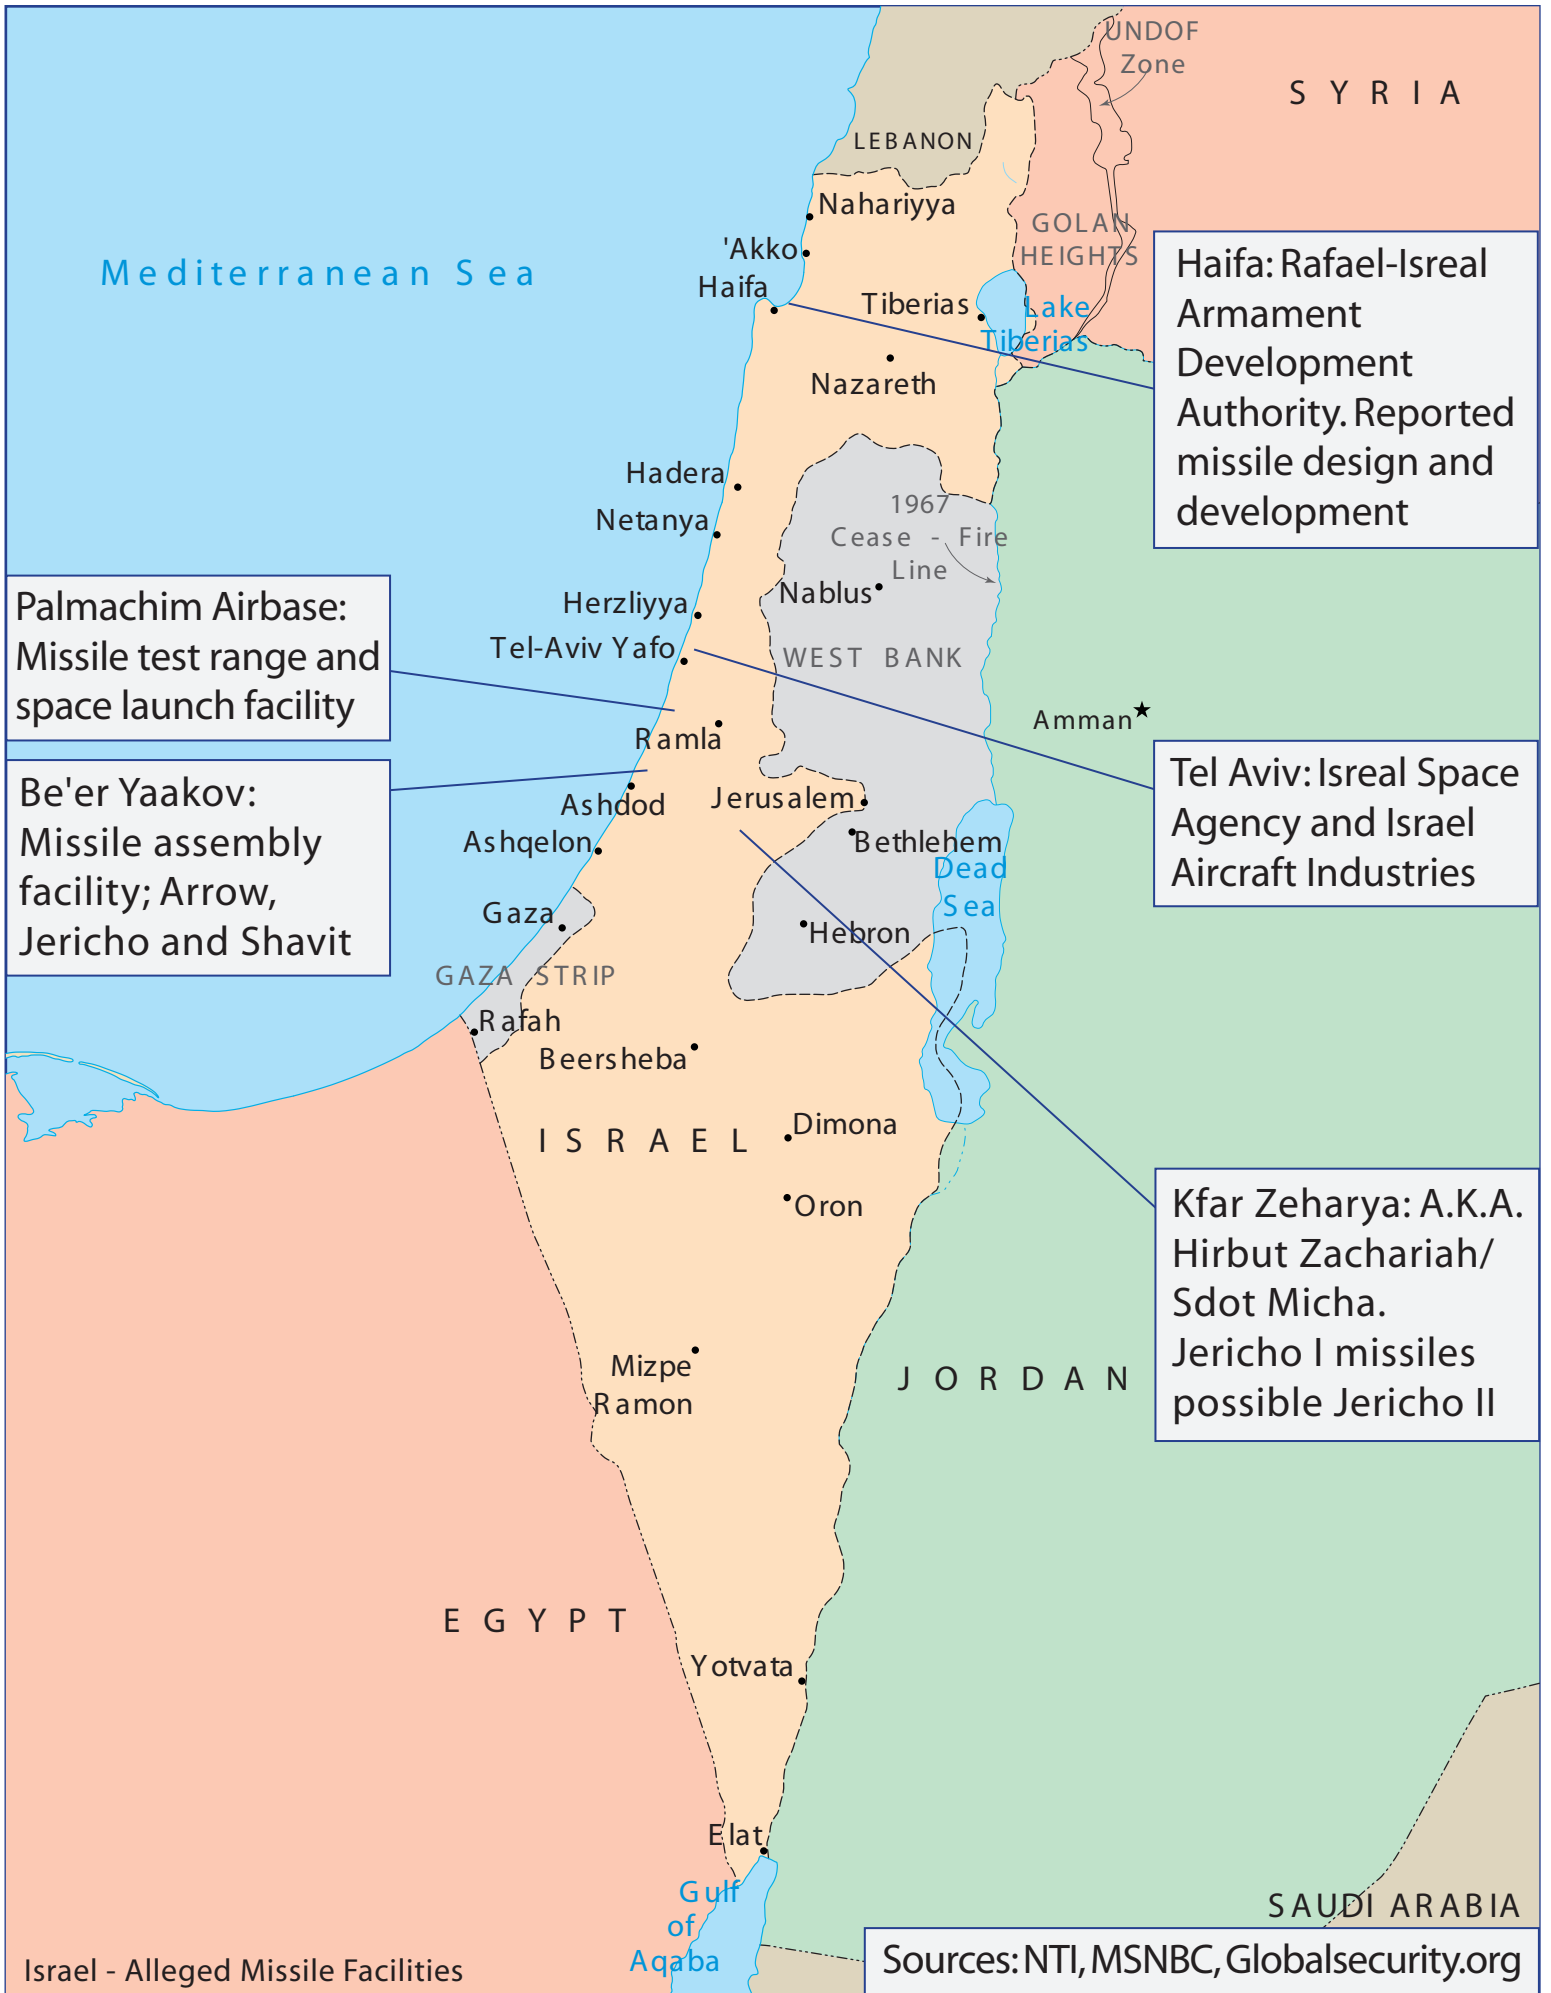 UNDOF
Zone
SYRIA
LEBANON
Nahariyya
GOLAN
HEIGHTS
'Akko
Mediterranean Sea
Haifa
Tiberias
Lake
Tiberias
Nazareth
Haifa: Rafael-Isreal
Armament
Development
Authority. Reported
missile design and
development
Hadera
Netanya
1967
Cease - Fire
Line
Nablus
Herzliyya
Tel-Aviv Yafo
WEST BANK
Palmachim Airbase:
Missile test range and
space launch facility
Amman
Ramla
Tel Aviv: Isreal Space
Agency and Israel
Aircraft Industries
Be'er Yaakov:
Missile assembly
facility; Arrow,
Jericho and Shavit
Ashdod
Jerusalem
Ashqelon
Bethlehem
Dead
Sea
Gaza
Hebron
GAZA STRIP
Rafah
Beersheba
ISRAEL
Dimona
Oron
Kfar Zeharya: A.K.A.
Hirbut Zachariah/
Sdot Micha.
Jericho I missiles
possible Jericho II
Mizpe
Ramon
JORDAN
EGYPT
Yotvata
Elat
Gulf
of
Aqaba
SAUDI ARABIA
Israel - Alleged Missile Facilities
Sources: NTI, MSNBC, Globalsecurity.org